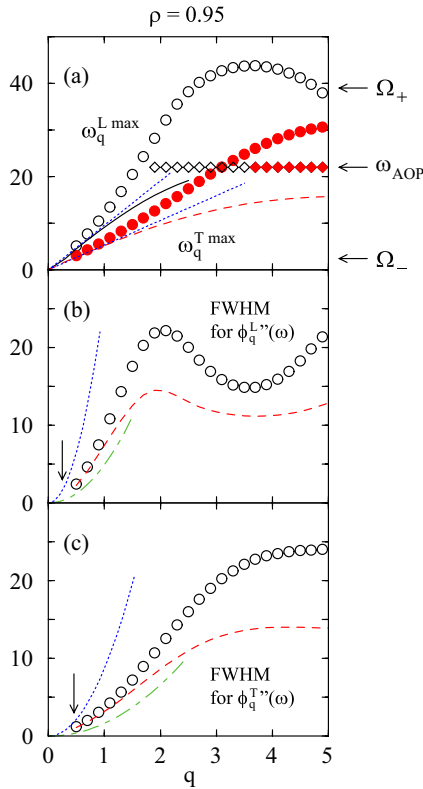 ρ = 0.95
(a)
40
20
0
ω_q^{L max}
ω_q^{T max}
Ω₊
ω_AOP
Ω₋
(b)
20
10
0
FWHM
for ϕ_q^L”(ω)
(c)
20
10
0
FWHM
for ϕ_q^T”(ω)
0 1 2 3 4 5
q